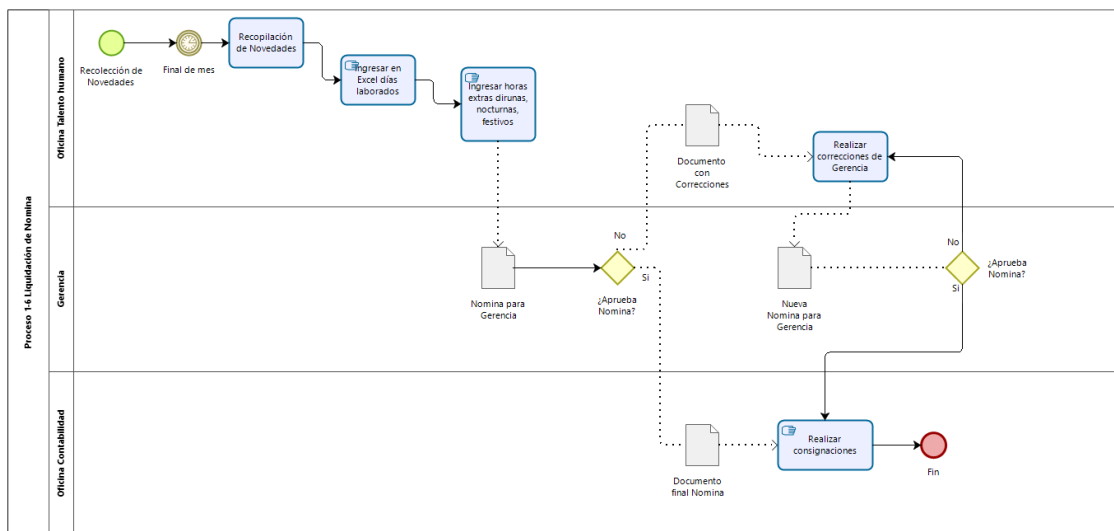 Proceso 1-6 Liquidación de Nomina
Oficina Talento humano
Recolección de
Novedades
Final de mes
Recopilación
de Novedades
Ingresar en
Excel días
laborados
Ingresar horas
extras dirunas,
nocturnas,
festivos
Documento
con
Correcciones
Realizar
correcciones de
Gerencia
Gerencia
Nomina para
Gerencia
No
Si
¿Aprueba
Nomina?
Nueva
Nomina para
Gerencia
No
Si
¿Aprueba
Nomina?
Oficina Contabilidad
Documento
final Nomina
Realizar
consignaciones
Fin